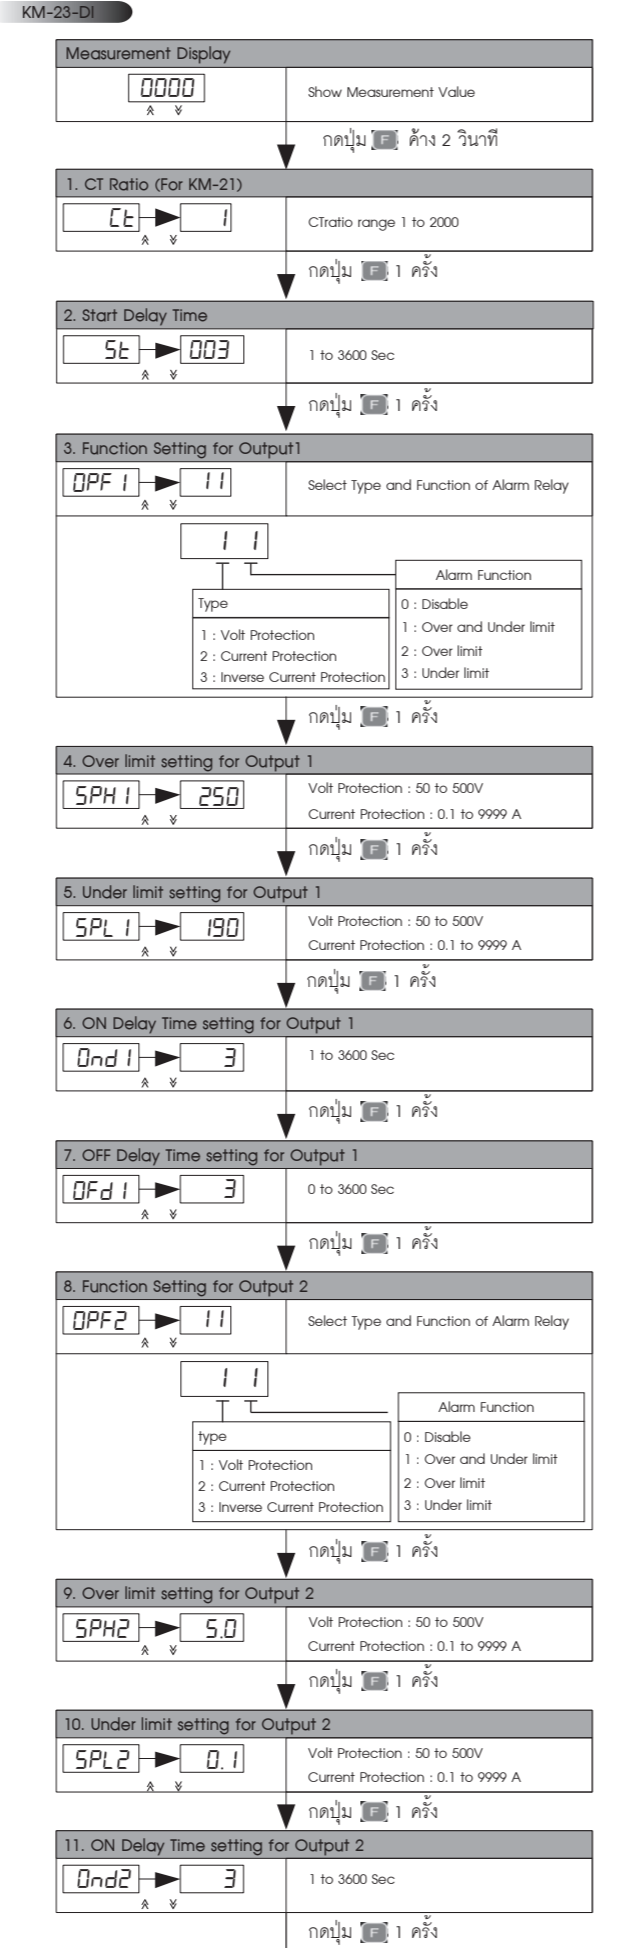 KM-23-DI
Measurement Display
0000
Show Measurement Value
กดปุ่ม F ค้าง 2 วินาที
1. CT Ratio (For KM-21)
Ct 1
CTratio range 1 to 2000
กดปุ่ม F 1 ครั้ง
2. Start Delay Time
St 003
1 to 3600 Sec
กดปุ่ม F 1 ครั้ง
3. Function Setting for Output1
OPF1 11
Select Type and Function of Alarm Relay
1 1
Alarm Function
0 : Disable
1 : Over and Under limit
2 : Over limit
3 : Under limit
Type
1 : Volt Protection
2 : Current Protection
3 : Inverse Current Protection
กดปุ่ม F 1 ครั้ง
4. Over limit setting for Output 1
SPH1 250
Volt Protection : 50 to 500V
Current Protection : 0.1 to 9999 A
กดปุ่ม F 1 ครั้ง
5. Under limit setting for Output 1
SPL1 190
Volt Protection : 50 to 500V
Current Protection : 0.1 to 9999 A
กดปุ่ม F 1 ครั้ง
6. ON Delay Time setting for Output 1
Ond1 3
1 to 3600 Sec
กดปุ่ม F 1 ครั้ง
7. OFF Delay Time setting for Output 1
OFd1 3
0 to 3600 Sec
กดปุ่ม F 1 ครั้ง
8. Function Setting for Output 2
OPF2 11
Select Type and Function of Alarm Relay
1 1
Alarm Function
0 : Disable
1 : Over and Under limit
2 : Over limit
3 : Under limit
type
1 : Volt Protection
2 : Current Protection
3 : Inverse Current Protection
กดปุ่ม F 1 ครั้ง
9. Over limit setting for Output 2
SPH2 5.0
Volt Protection : 50 to 500V
Current Protection : 0.1 to 9999 A
กดปุ่ม F 1 ครั้ง
10. Under limit setting for Output 2
SPL2 0.1
Volt Protection : 50 to 500V
Current Protection : 0.1 to 9999 A
กดปุ่ม F 1 ครั้ง
11. ON Delay Time setting for Output 2
Ond2 3
1 to 3600 Sec
กดปุ่ม F 1 ครั้ง